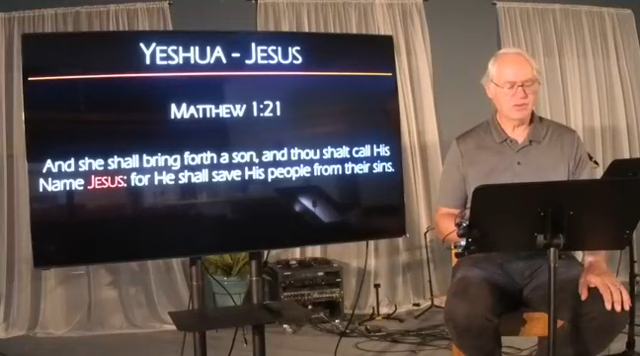 YESHUA - JESUS
MATTHEW 1:21
And she shall bring forth a son, and thou shalt call His
Name JESUS: for He shall save His people from their sins.